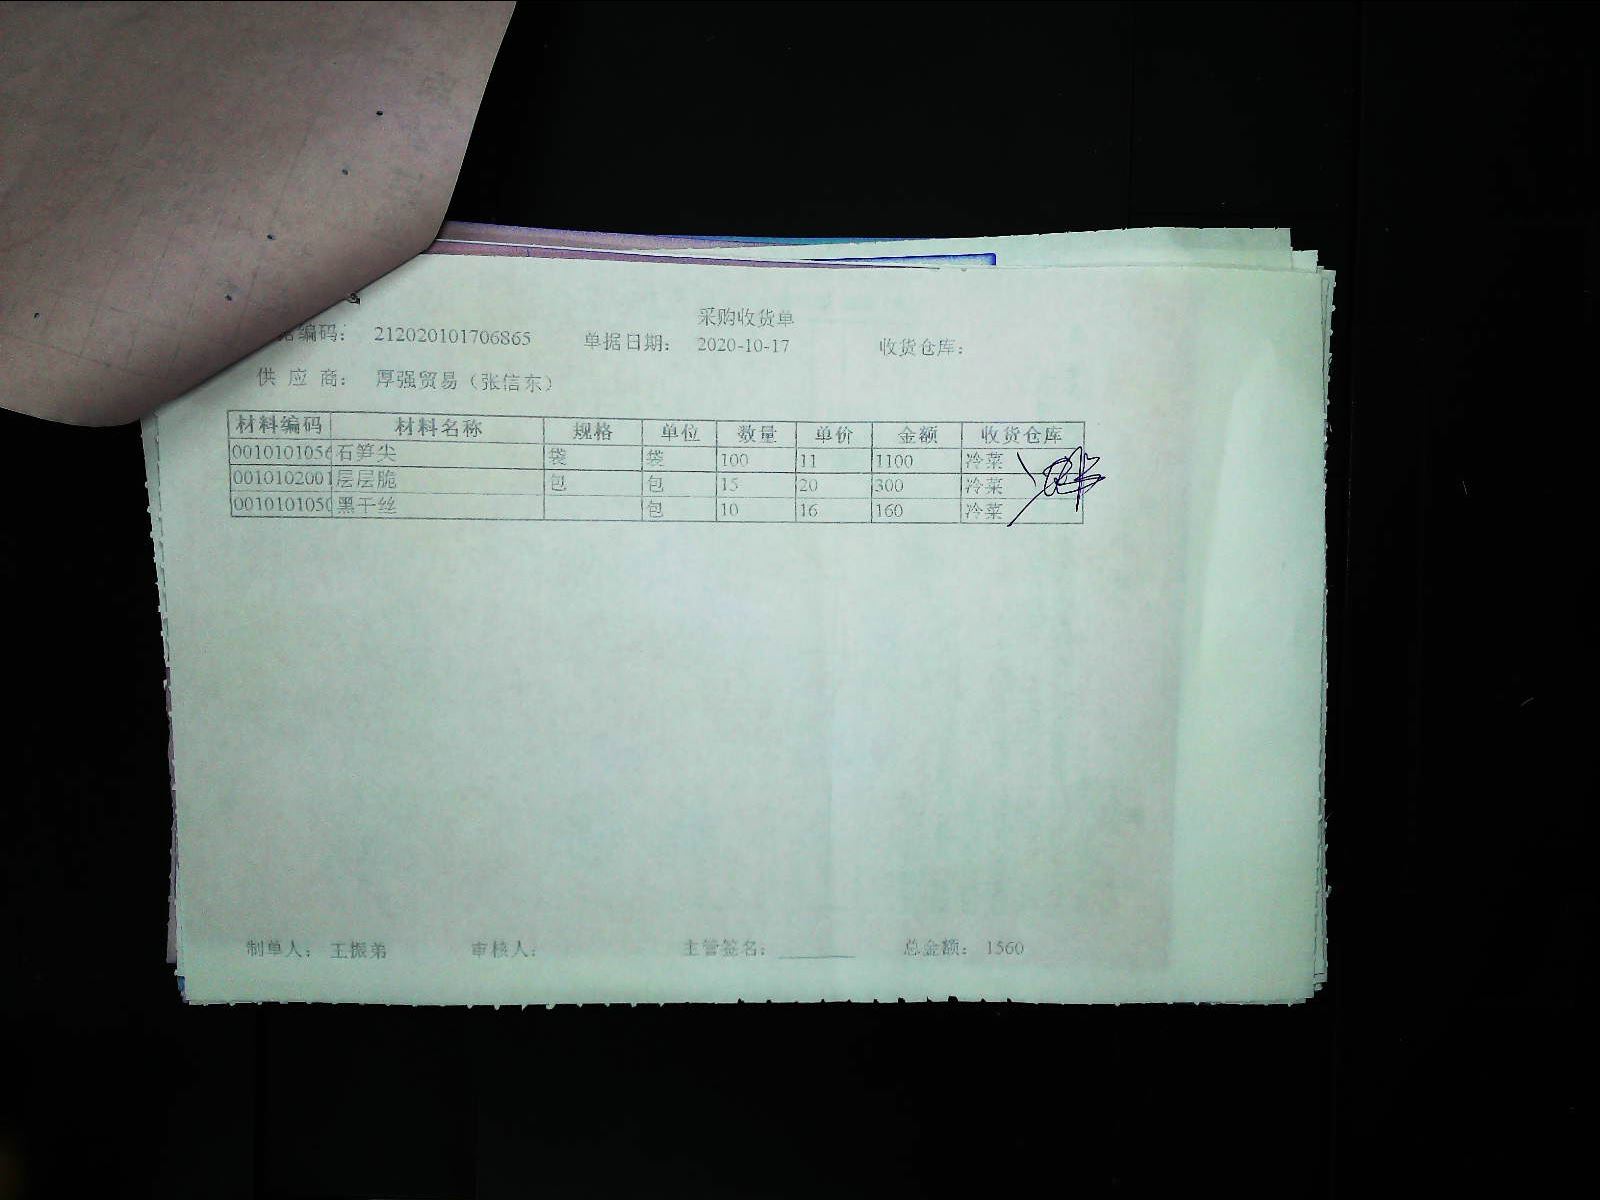 采购收货单
编码： 212020101706865 单据日期： 2020-10-17 收货仓库：
供 应 商： 厚强贸易（张信东）
材料编码 材料名称 规格 单位 数量 单价 金额 收货仓库
0010101056 石笋尖 袋 袋 100 11 1100 冷菜
0010102001 层层脆 包 包 15 20 300 冷菜
0010101050 黑干丝 包 10 16 160 冷菜
制单人： 王振弟 审核人： 主管签名： 总金额： 1560